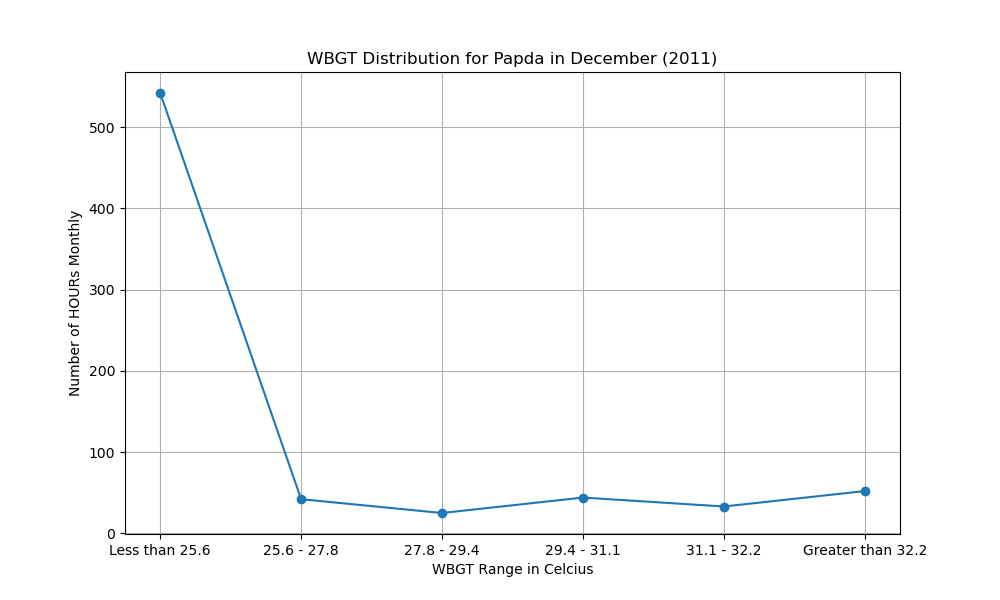 WBGT Distribution for Papda in December (2011)
Number of HOURs Monthly
500
400
300
200
100
0
Less than 25.6
25.6 - 27.8
27.8 - 29.4
29.4 - 31.1
31.1 - 32.2
Greater than 32.2
WBGT Range in Celcius